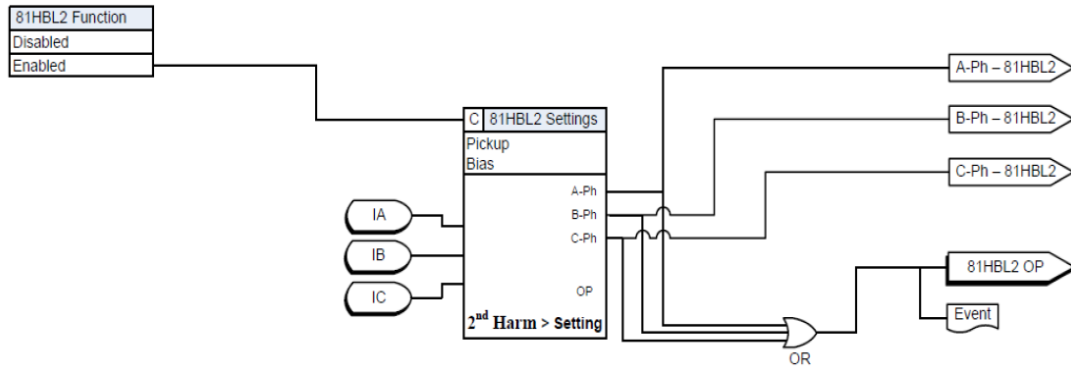 81HBL2 Function
Disabled
Enabled
A-Ph – 81HBL2
B-Ph – 81HBL2
C-Ph – 81HBL2
C 81HBL2 Settings
Pickup
Bias
A-Ph
B-Ph
C-Ph
OP
2nd Harm > Setting
IA
IB
IC
81HBL2 OP
Event
OR